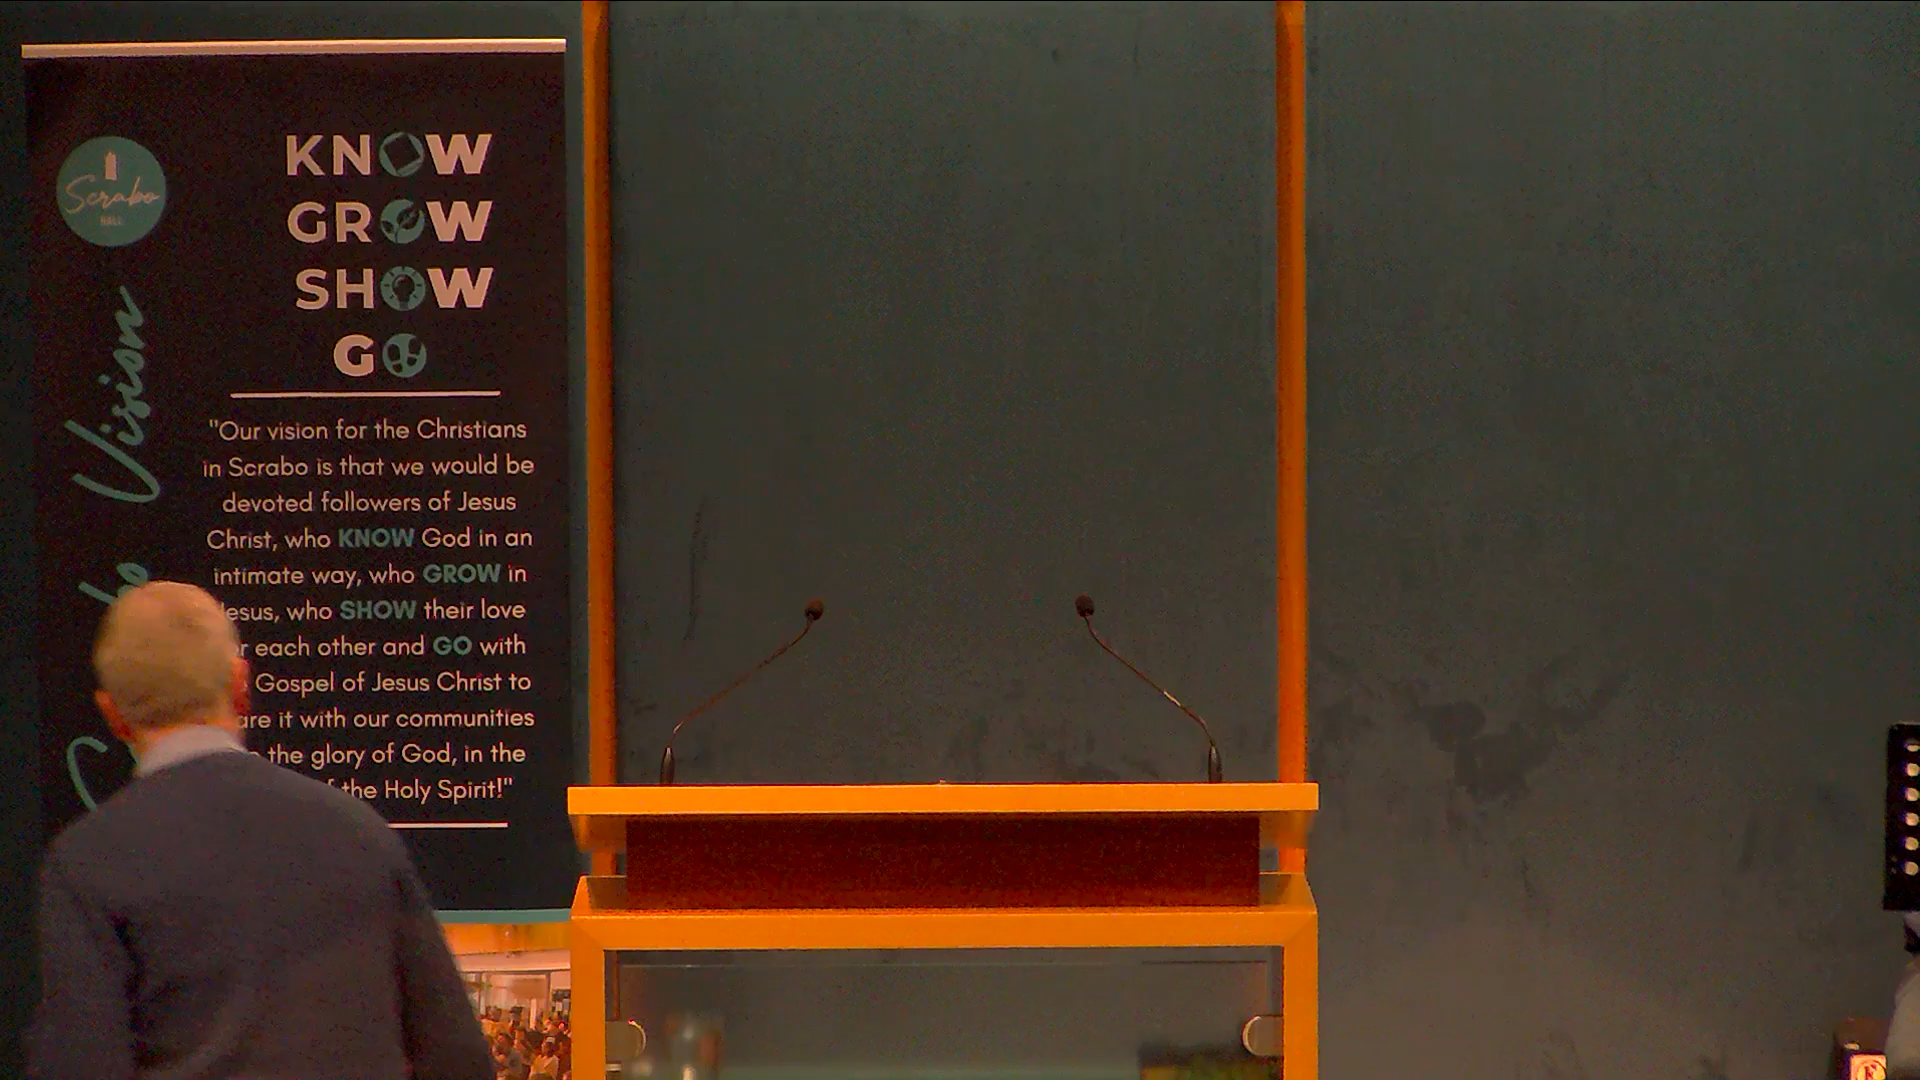 Scrabo
HALL
Vision
KNOW
GROW
SHOW
GO
"Our vision for the Christians
in Scrabo is that we would be
devoted followers of Jesus
Christ, who KNOW God in an
intimate way, who GROW in
who SHOW their love
each other and GO with
Gospel of Jesus Christ to
it with our communities
the glory of God, in the
the Holy Spirit!"